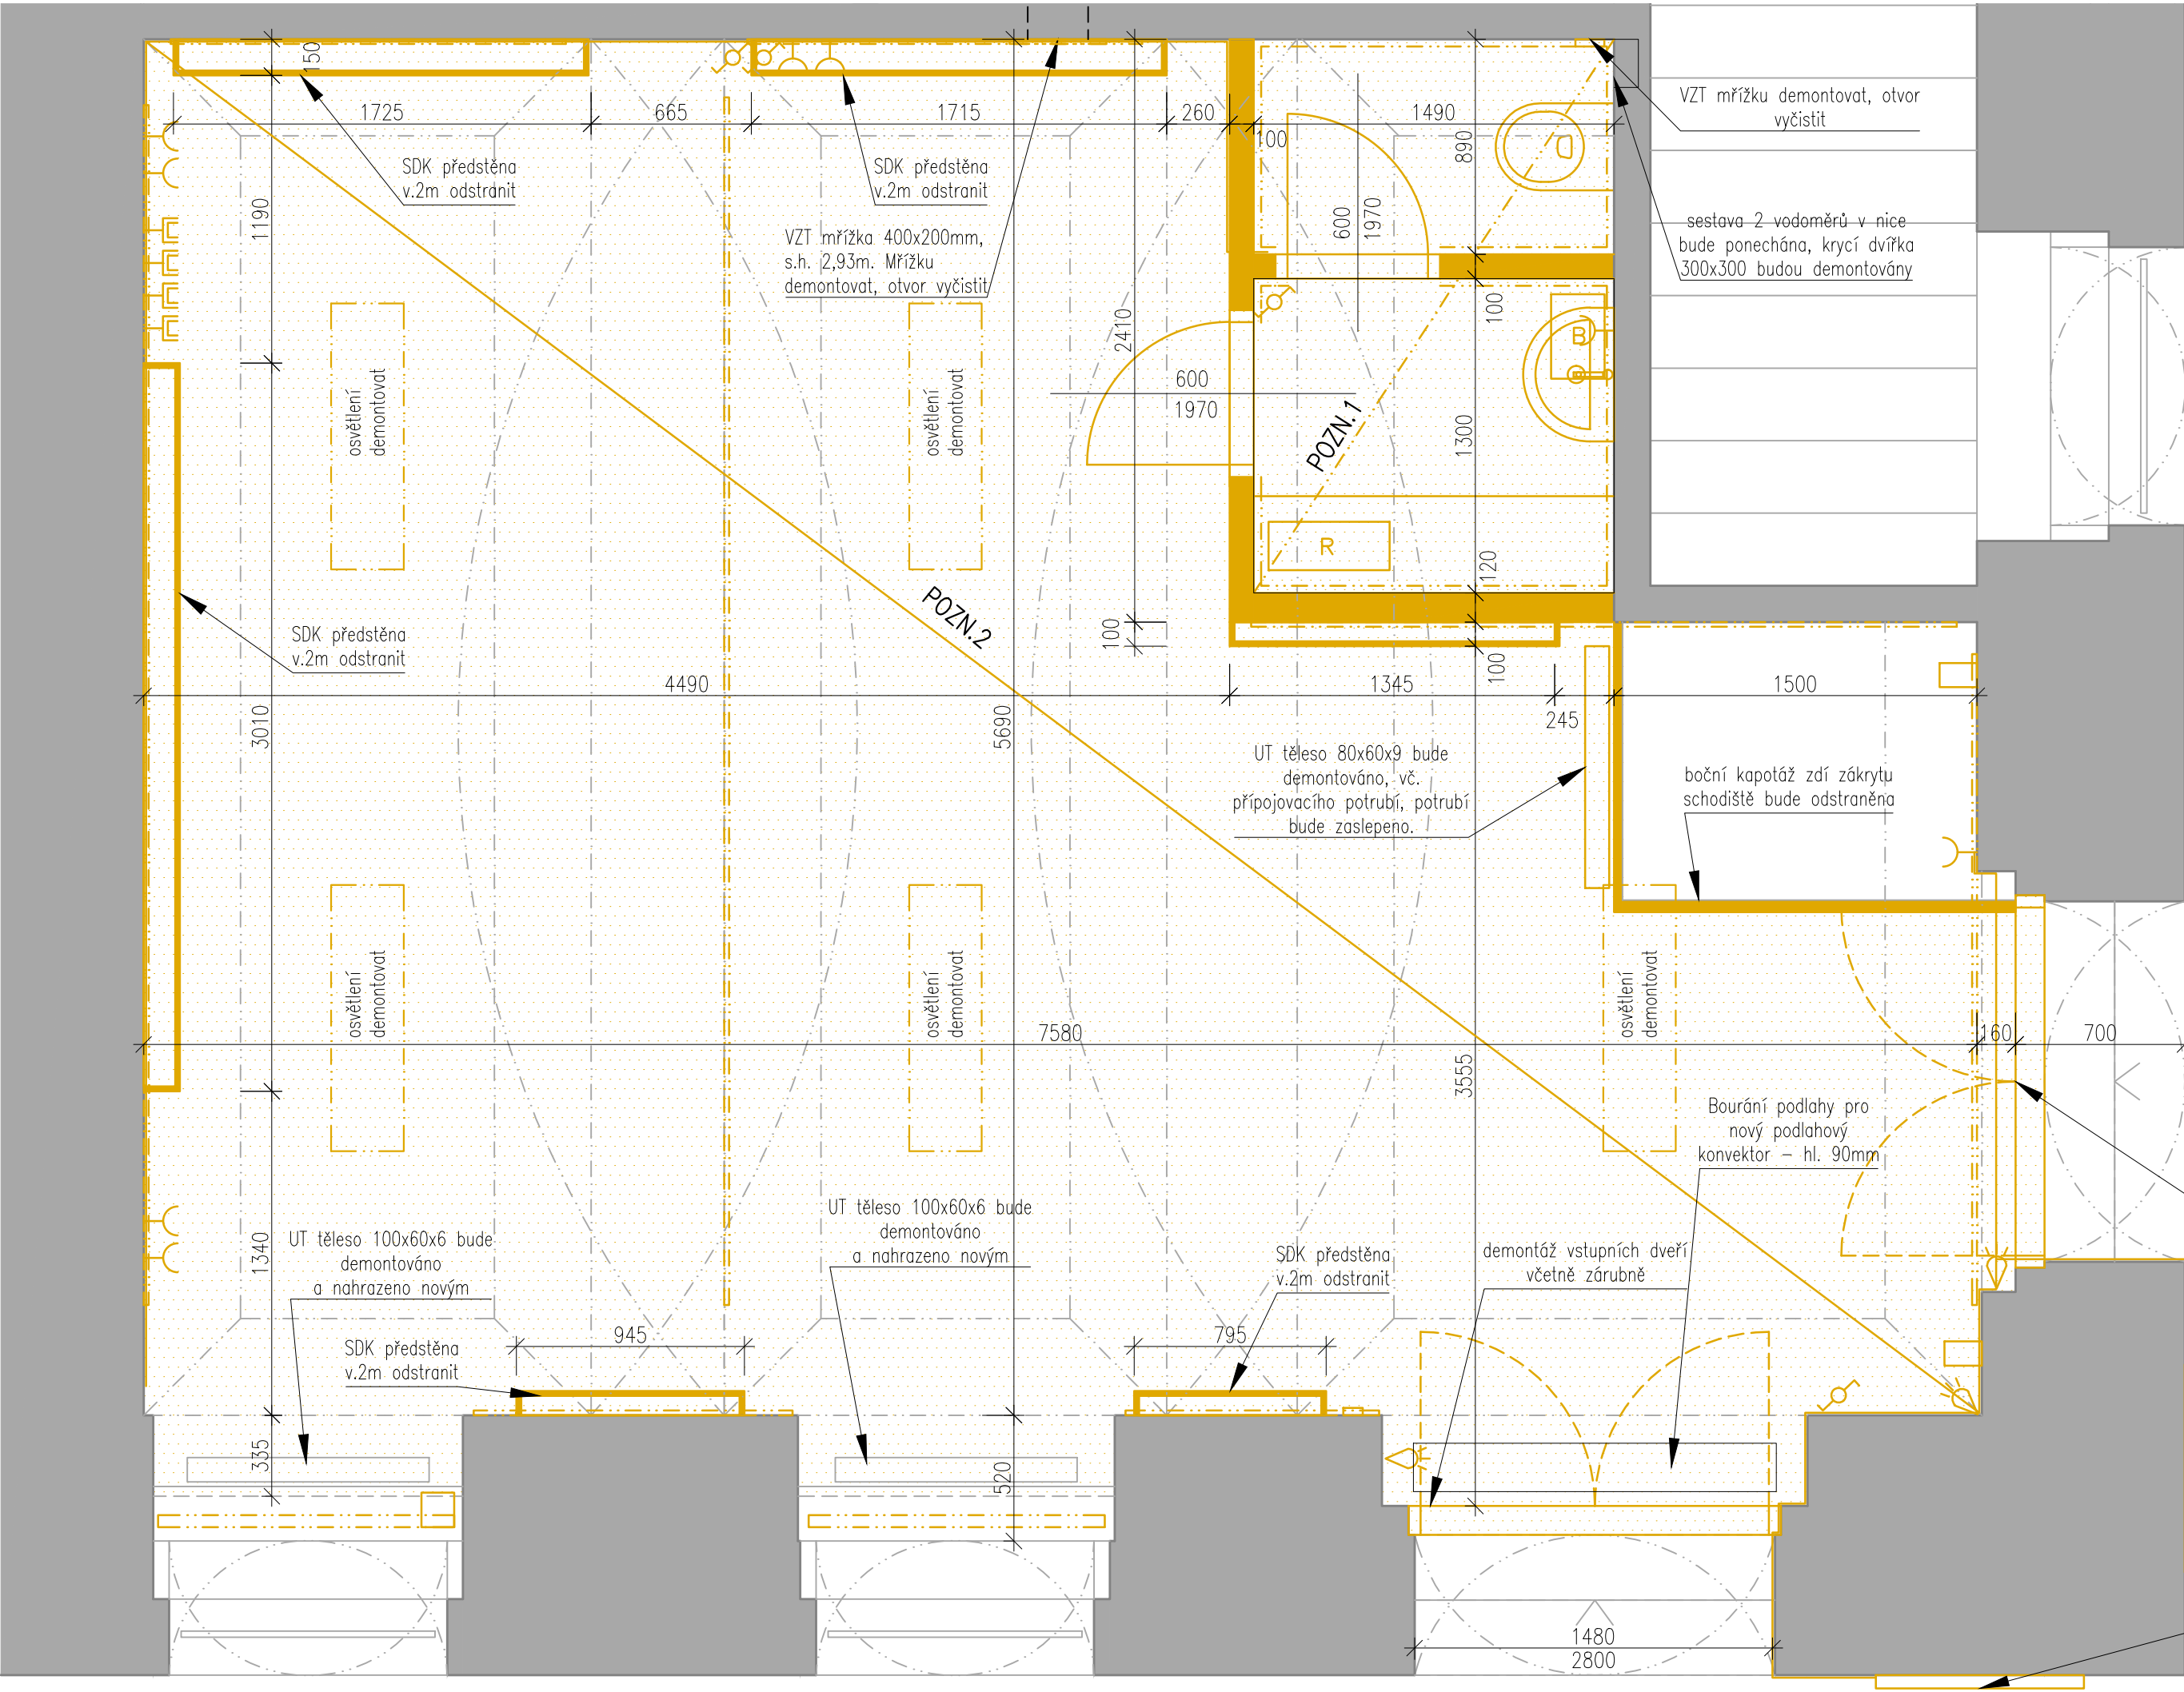 150
1725
665
1715
260
100
1490
890
VZT mřížku demontovat, otvor
vyčistit
SDK předstěna
v.2m odstranit
SDK předstěna
v.2m odstranit
1190
VZT mřížka 400x200mm,
s.h. 2,93m. Mřížku
demontovat, otvor vyčistit
600
1970
sestava 2 vodoměrů v nice
bude ponechána, krycí dvířka
300x300 budou demontovány
100
2410
B
osvětlení
demontovat
osvětlení
demontovat
600
1970
POZN.1
1300
R
120
POZN.2
SDK předstěna
v.2m odstranit
100
100
4490
1345
1500
245
3010
5690
UT těleso 80x60x9 bude
demontováno, vč.
přípojovacího potrubí, potrubí
bude zaslepeno.
boční kapotáž zdí zákrytu
schodiště bude odstraněna
osvětlení
demontovat
osvětlení
demontovat
osvětlení
demontovat
7580
160
700
3555
Bourání podlahy pro
nový podlahový
konvektor – hl. 90mm
UT těleso 100x60x6 bude
demontováno
a nahrazeno novým
1340
UT těleso 100x60x6 bude
demontováno
a nahrazeno novým
SDK předstěna
v.2m odstranit
demontáž vstupních dveří
včetně zárubně
945
795
SDK předstěna
v.2m odstranit
335
520
1480
2800